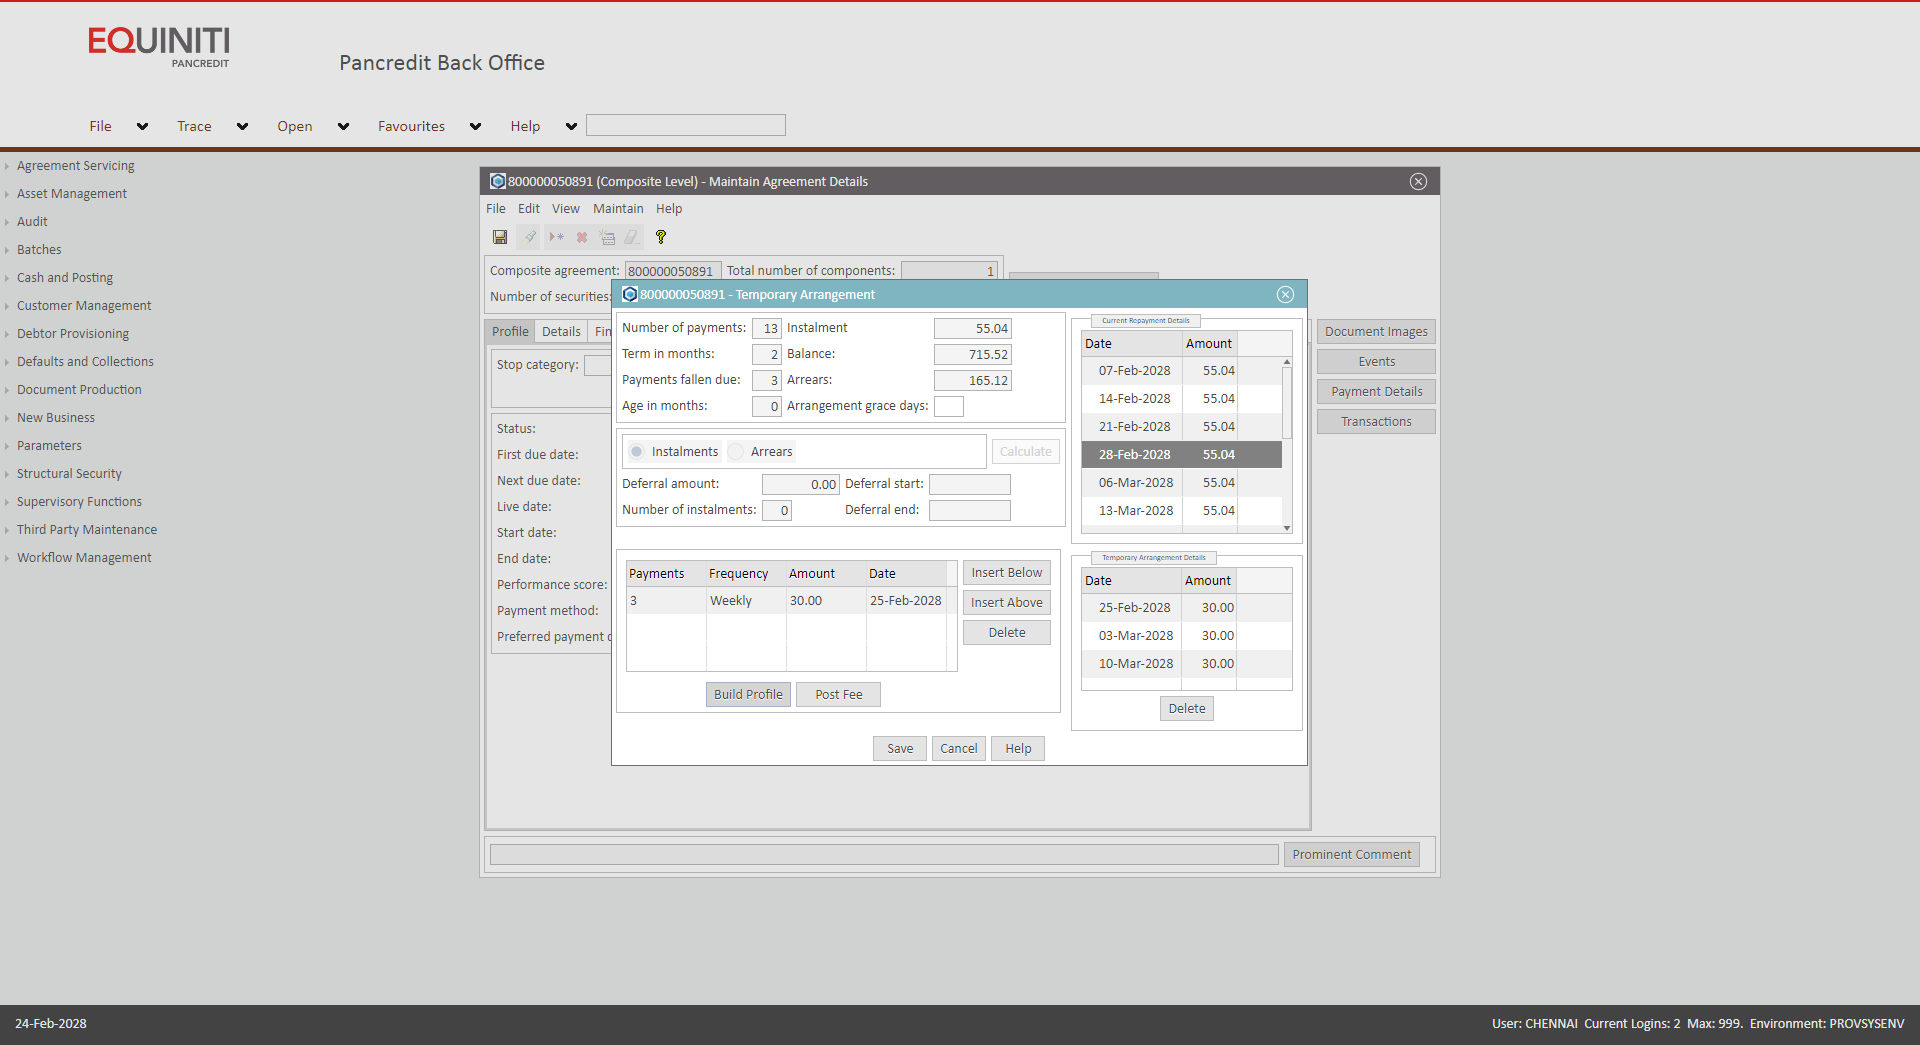 EQUINITI
PANCREDIT
Pancredit Back Office
File Trace Open Favourites Help
Agreement Servicing
Asset Management
Audit
Batches
Cash and Posting
Customer Management
Debtor Provisioning
Defaults and Collections
Document Production
New Business
Parameters
Structural Security
Supervisory Functions
Third Party Maintenance
Workflow Management
800000050891 (Composite Level) - Maintain Agreement Details
File Edit View Maintain Help
Composite agreement: 800000050891 Total number of components: 1
Number of securities:
Profile Details Fin
Stop category:
Status:
First due date:
Next due date:
Live date:
Start date:
End date:
Performance score:
Payment method:
Preferred payment d
Document Images
Events
Payment Details
Transactions
800000050891 - Temporary Arrangement
Number of payments: 13 Instalment 55.04
Term in months: 2 Balance: 715.52
Payments fallen due: 3 Arrears: 165.12
Age in months: 0 Arrangement grace days:
Instalments Arrears Calculate
Deferral amount: 0.00 Deferral start:
Number of instalments: 0 Deferral end:
Payments Frequency Amount Date
3 Weekly 30.00 25-Feb-2028
Insert Below
Insert Above
Delete
Build Profile Post Fee
Current Repayment Details
Date Amount
07-Feb-2028 55.04
14-Feb-2028 55.04
21-Feb-2028 55.04
28-Feb-2028 55.04
06-Mar-2028 55.04
13-Mar-2028 55.04
Temporary Arrangement Details
Date Amount
25-Feb-2028 30.00
03-Mar-2028 30.00
10-Mar-2028 30.00
Delete
Save Cancel Help
Prominent Comment
24-Feb-2028
User: CHENNAI Current Logins: 2 Max: 999. Environment: PROVSYSENV